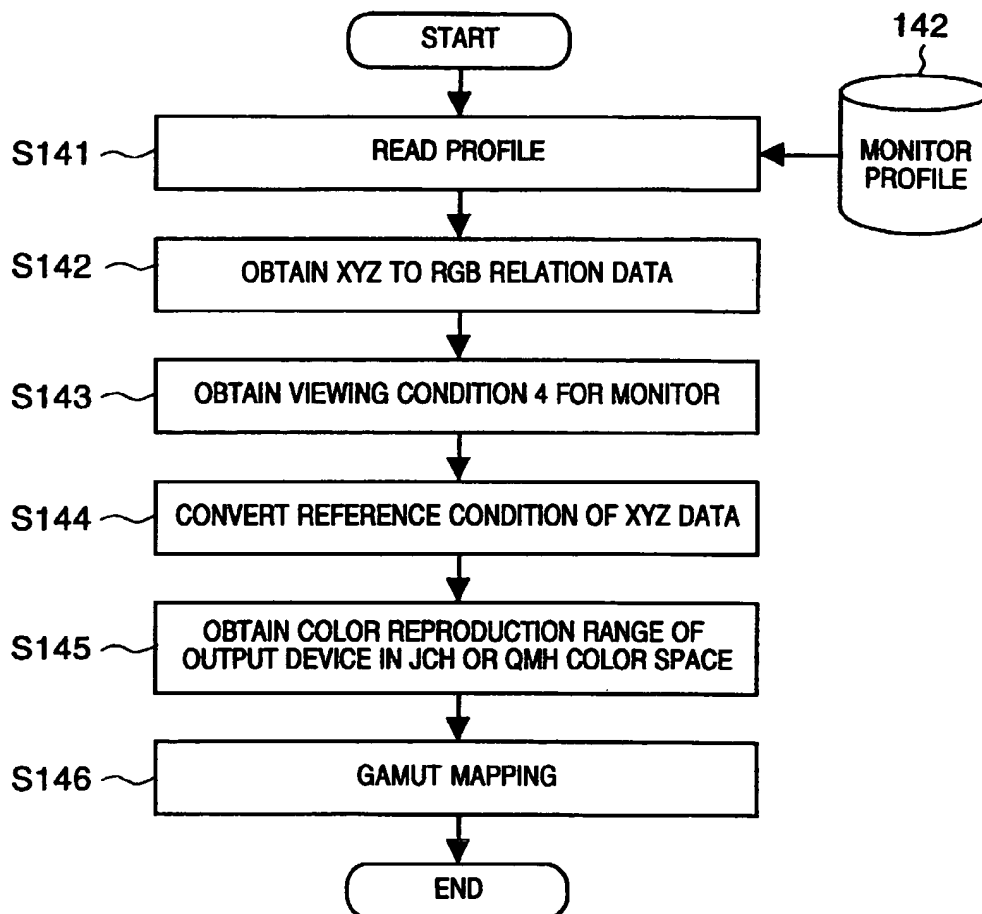 START
142
S141
READ PROFILE
MONITOR
PROFILE
S142
OBTAIN XYZ TO RGB RELATION DATA
S143
OBTAIN VIEWING CONDITION 4 FOR MONITOR
S144
CONVERT REFERENCE CONDITION OF XYZ DATA
S145
OBTAIN COLOR REPRODUCTION RANGE OF
OUTPUT DEVICE IN JCH OR QMH COLOR SPACE
S146
GAMUT MAPPING
END